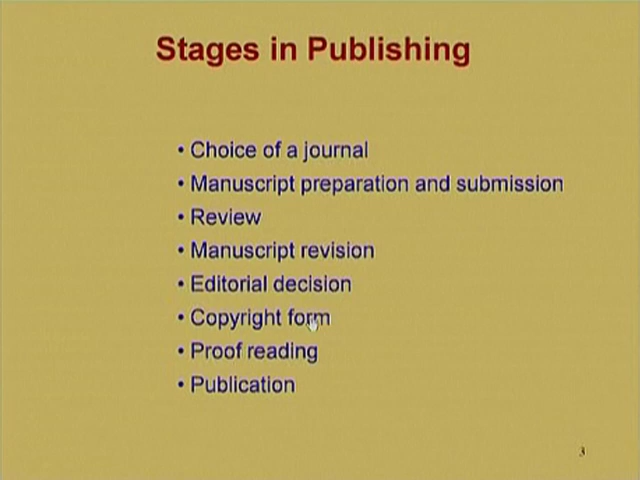 Stages in Publishing
• Choice of a journal
• Manuscript preparation and submission
• Review
• Manuscript revision
• Editorial decision
• Copyright form
• Proof reading
• Publication
3